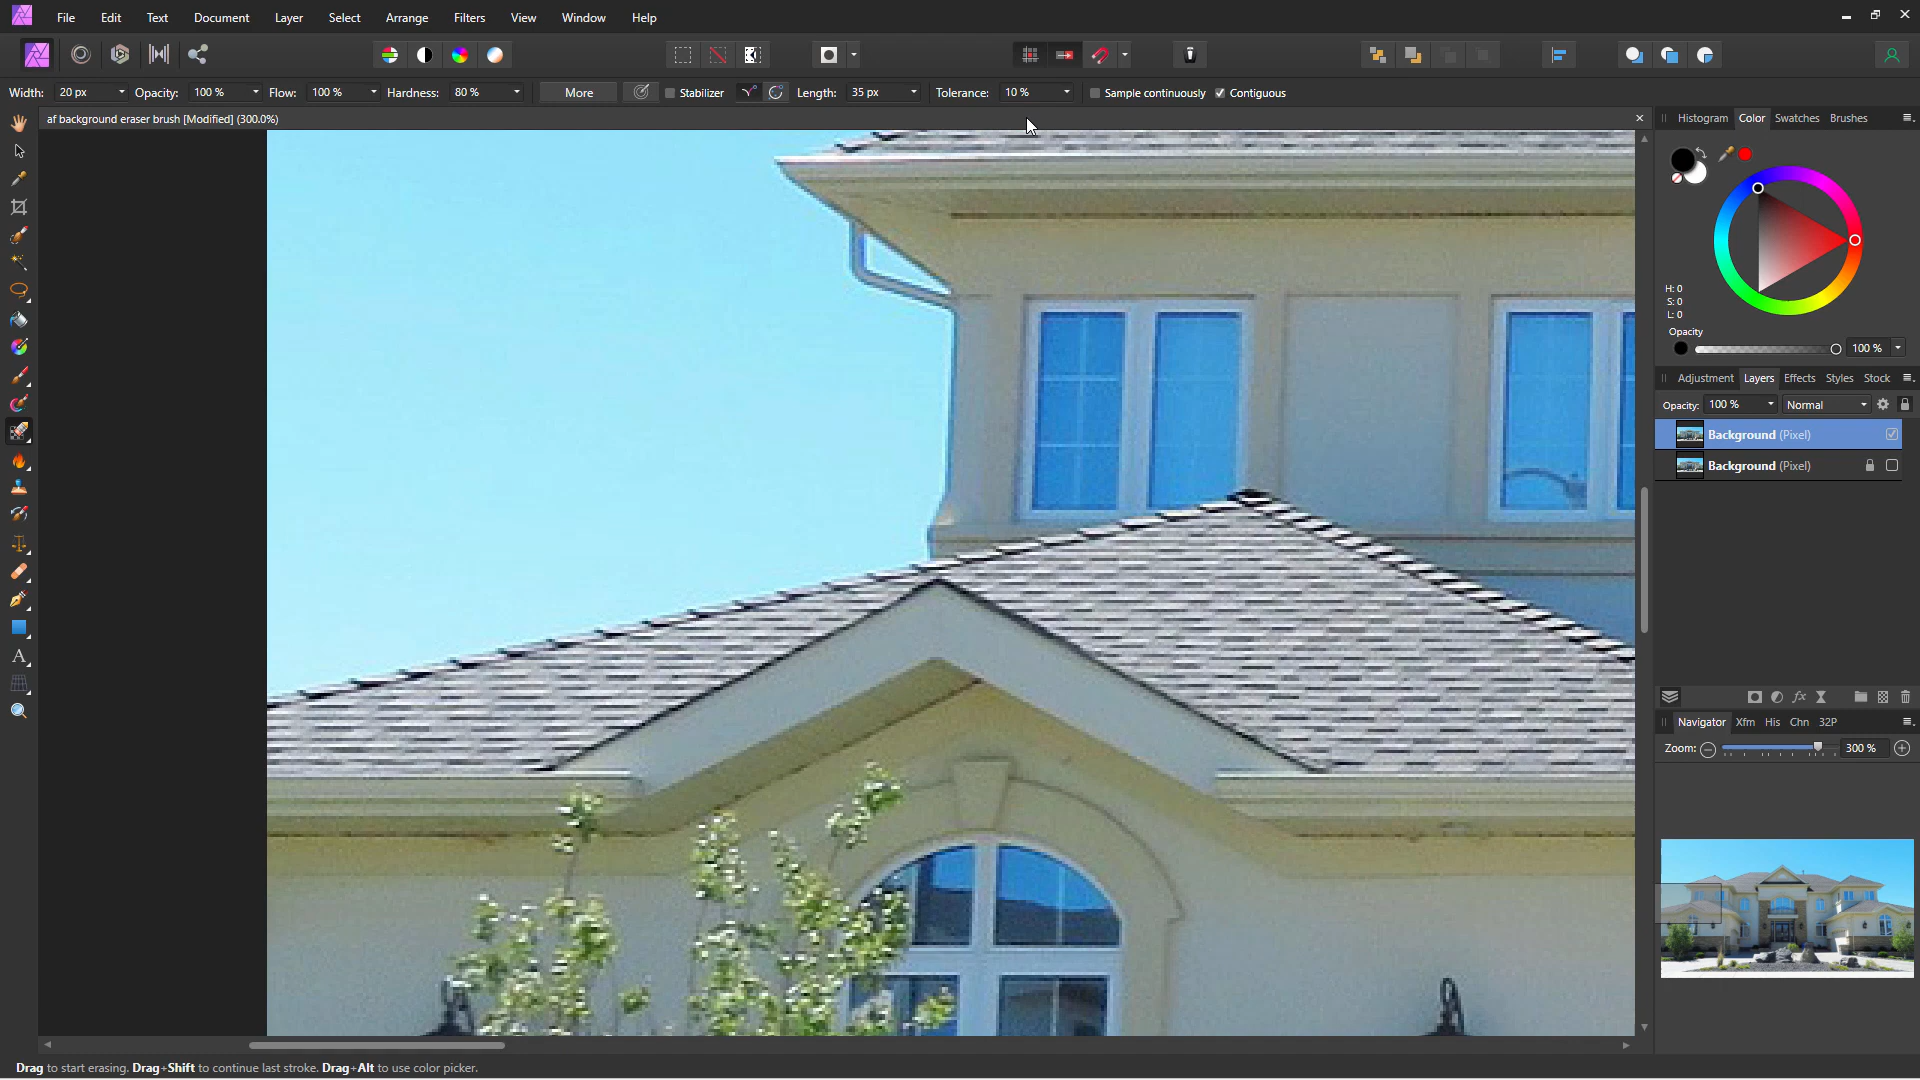 File Edit Text Document Layer Select Arrange Filters View Window Help
Width: 20 px Opacity: 100 % Flow: 100 % Hardness: 80 % More Stabilizer Length: 35 px Tolerance: 10 % Sample continuously Contiguous
af background eraser brush [Modified] (300.0%)
Histogram Color Swatches Brushes
H: 0
S: 0
L: 0
Opacity
100 %
Adjustment Layers Effects Styles Stock
Opacity: 100 % Normal
Background (Pixel)
Background (Pixel)
Navigator Xfm His Chn 32P
Zoom: 300 %
Drag to start erasing. Drag+Shift to continue last stroke. Drag+Alt to use color picker.